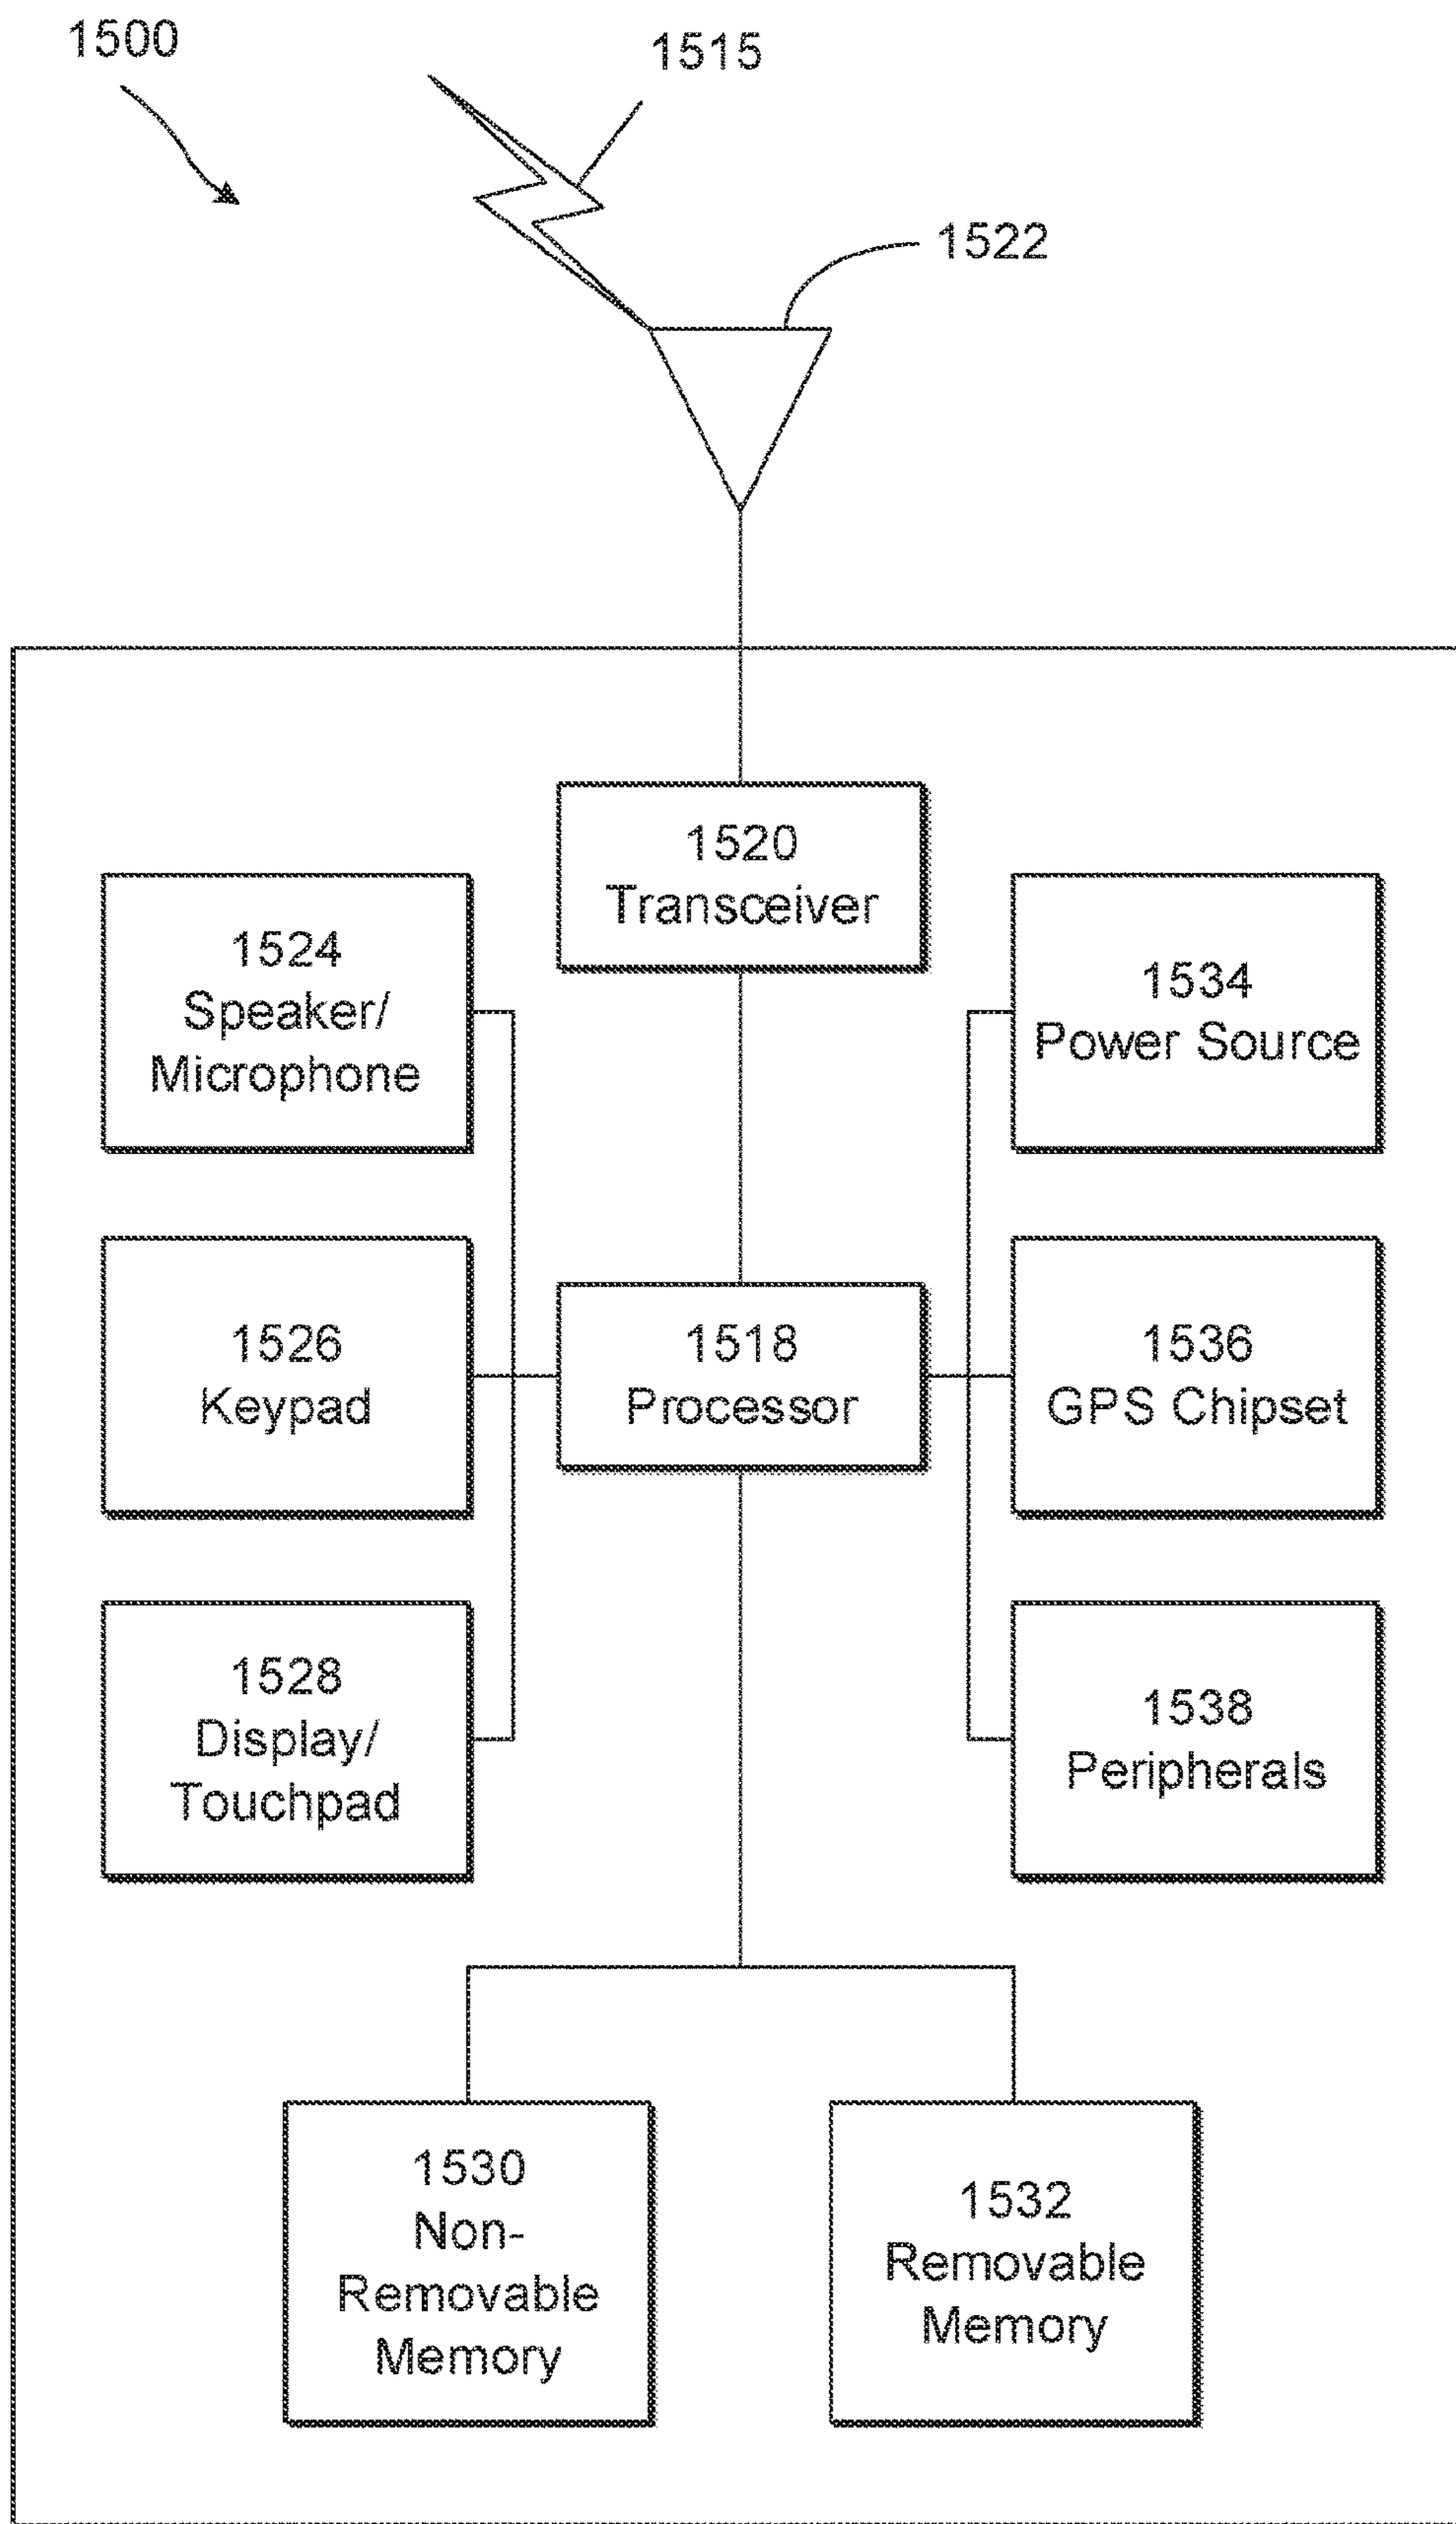 1500
1515
1522
1520
Transceiver
1524
Speaker/
Microphone
1534
Power Source
1526
Keypad
1518
Processor
1536
GPS Chipset
1528
Display/
Touchpad
1538
Peripherals
1530
Non-
Removable
Memory
1532
Removable
Memory